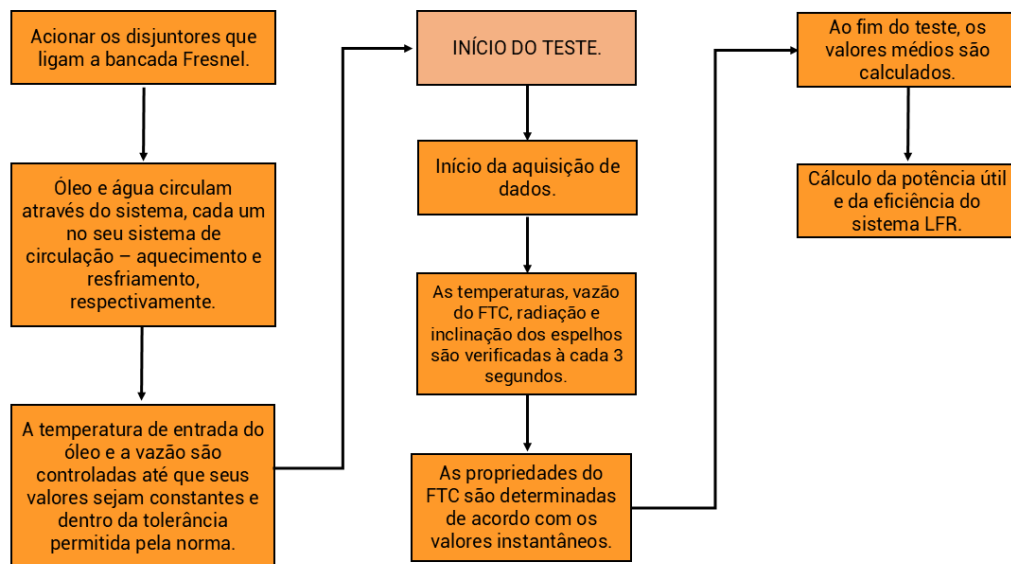 Acionar os disjuntores que
ligam a bancada Fresnel.
Óleo e água circulam
através do sistema, cada um
no seu sistema de
circulação – aquecimento e
resfriamento,
respectivamente.
A temperatura de entrada do
óleo e a vazão são
controladas até que seus
valores sejam constantes e
dentro da tolerância
permitida pela norma.
INÍCIO DO TESTE.
Início da aquisição de
dados.
As temperaturas, vazão
do FTC, radiação e
inclinação dos espelhos
são verificadas à cada 3
segundos.
As propriedades do
FTC são determinadas
de acordo com os
valores instantâneos.
Ao fim do teste, os
valores médios são
calculados.
Cálculo da potência útil
e da eficiência do
sistema LFR.